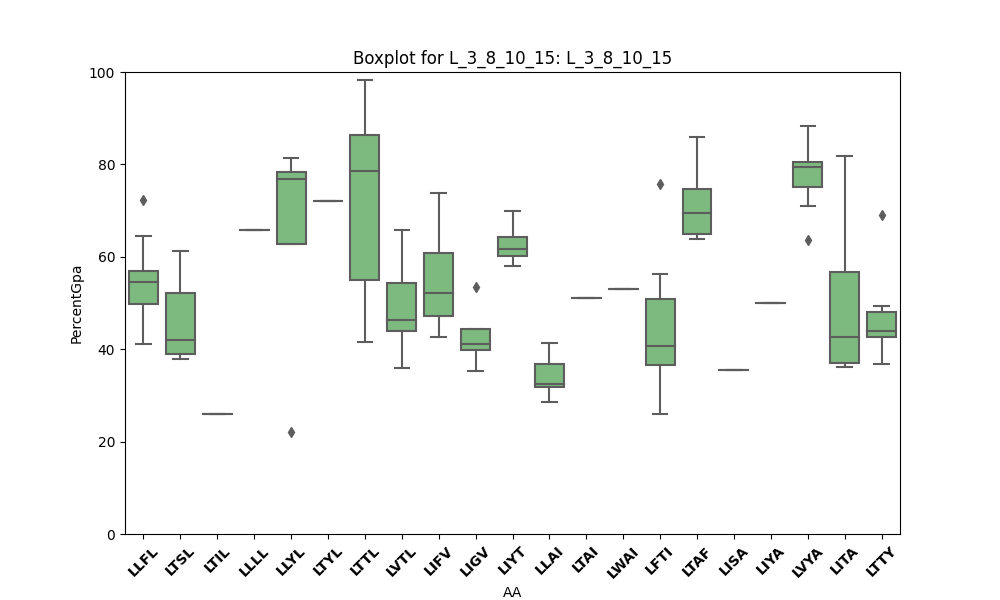 Boxplot for L_3_8_10_15: L_3_8_10_15
PercentGpa
100
80
60
40
20
0
LLFL LTSL LTIL LLLL LLYL LTYL LTTL LVTL LIFV LIGV LIYT LLAI LTAI LWAI LFTI LTAF LISA LIYA LVYA LITA LTTY
AA